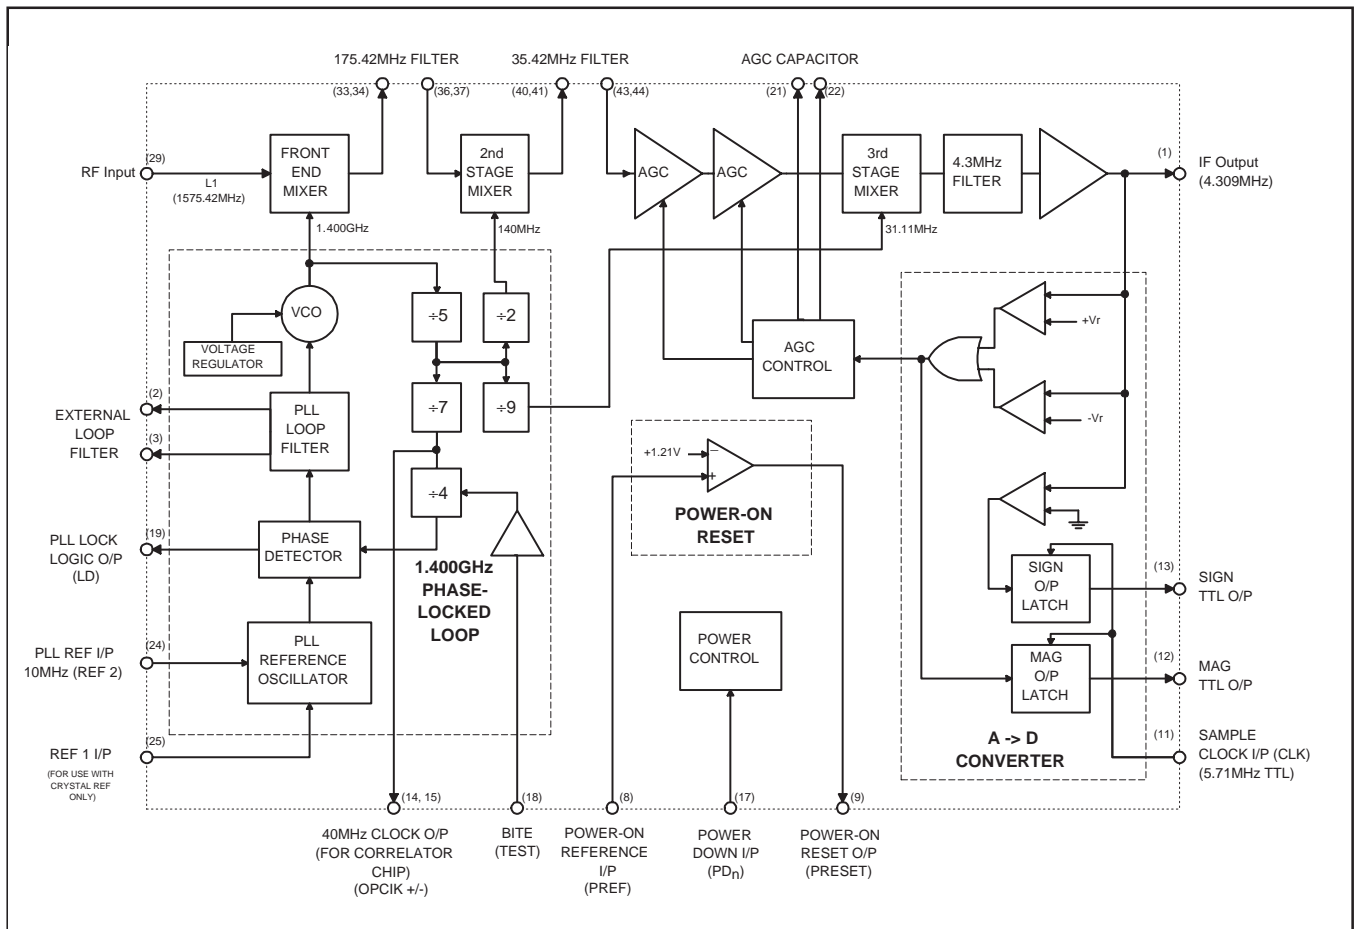 175.42MHz FILTER
35.42MHz FILTER
AGC CAPACITOR
(33,34)
(36,37)
(40,41)
(43,44)
(21)
(22)
RF Input
(29)
L1
(1575.42MHz)
FRONT
END
MIXER
2nd
STAGE
MIXER
AGC
AGC
3rd
STAGE
MIXER
4.3MHz
FILTER
(1)
IF Output
(4.309MHz)
1.400GHz
140MHz
31.11MHz
VCO
VOLTAGE
REGULATOR
÷5
÷2
÷7
÷9
÷4
AGC
CONTROL
+Vr
-Vr
EXTERNAL
LOOP
FILTER
(2)
(3)
PLL
LOOP
FILTER
+1.21V
−
+
POWER-ON
RESET
PLL LOCK
LOGIC O/P
(LD)
(19)
PHASE
DETECTOR
1.400GHz
PHASE-
LOCKED
LOOP
SIGN
O/P
LATCH
(13)
SIGN
TTL O/P
PLL REF I/P
10MHz (REF 2)
(24)
PLL
REFERENCE
OSCILLATOR
POWER
CONTROL
MAG
O/P
LATCH
(12)
MAG
TTL O/P
REF 1 I/P
(FOR USE WITH
CRYSTAL REF
ONLY)
(25)
A -> D
CONVERTER
(11)
SAMPLE
CLOCK I/P (CLK)
(5.71MHz TTL)
(14, 15)
(18)
(8)
(17)
(9)
40MHz CLOCK O/P
(FOR CORRELATOR
CHIP)
(OPCIK +/-)
BITE
(TEST)
POWER-ON
REFERENCE
I/P
(PREF)
POWER
DOWN I/P
(PDn)
POWER-ON
RESET O/P
(PRESET)